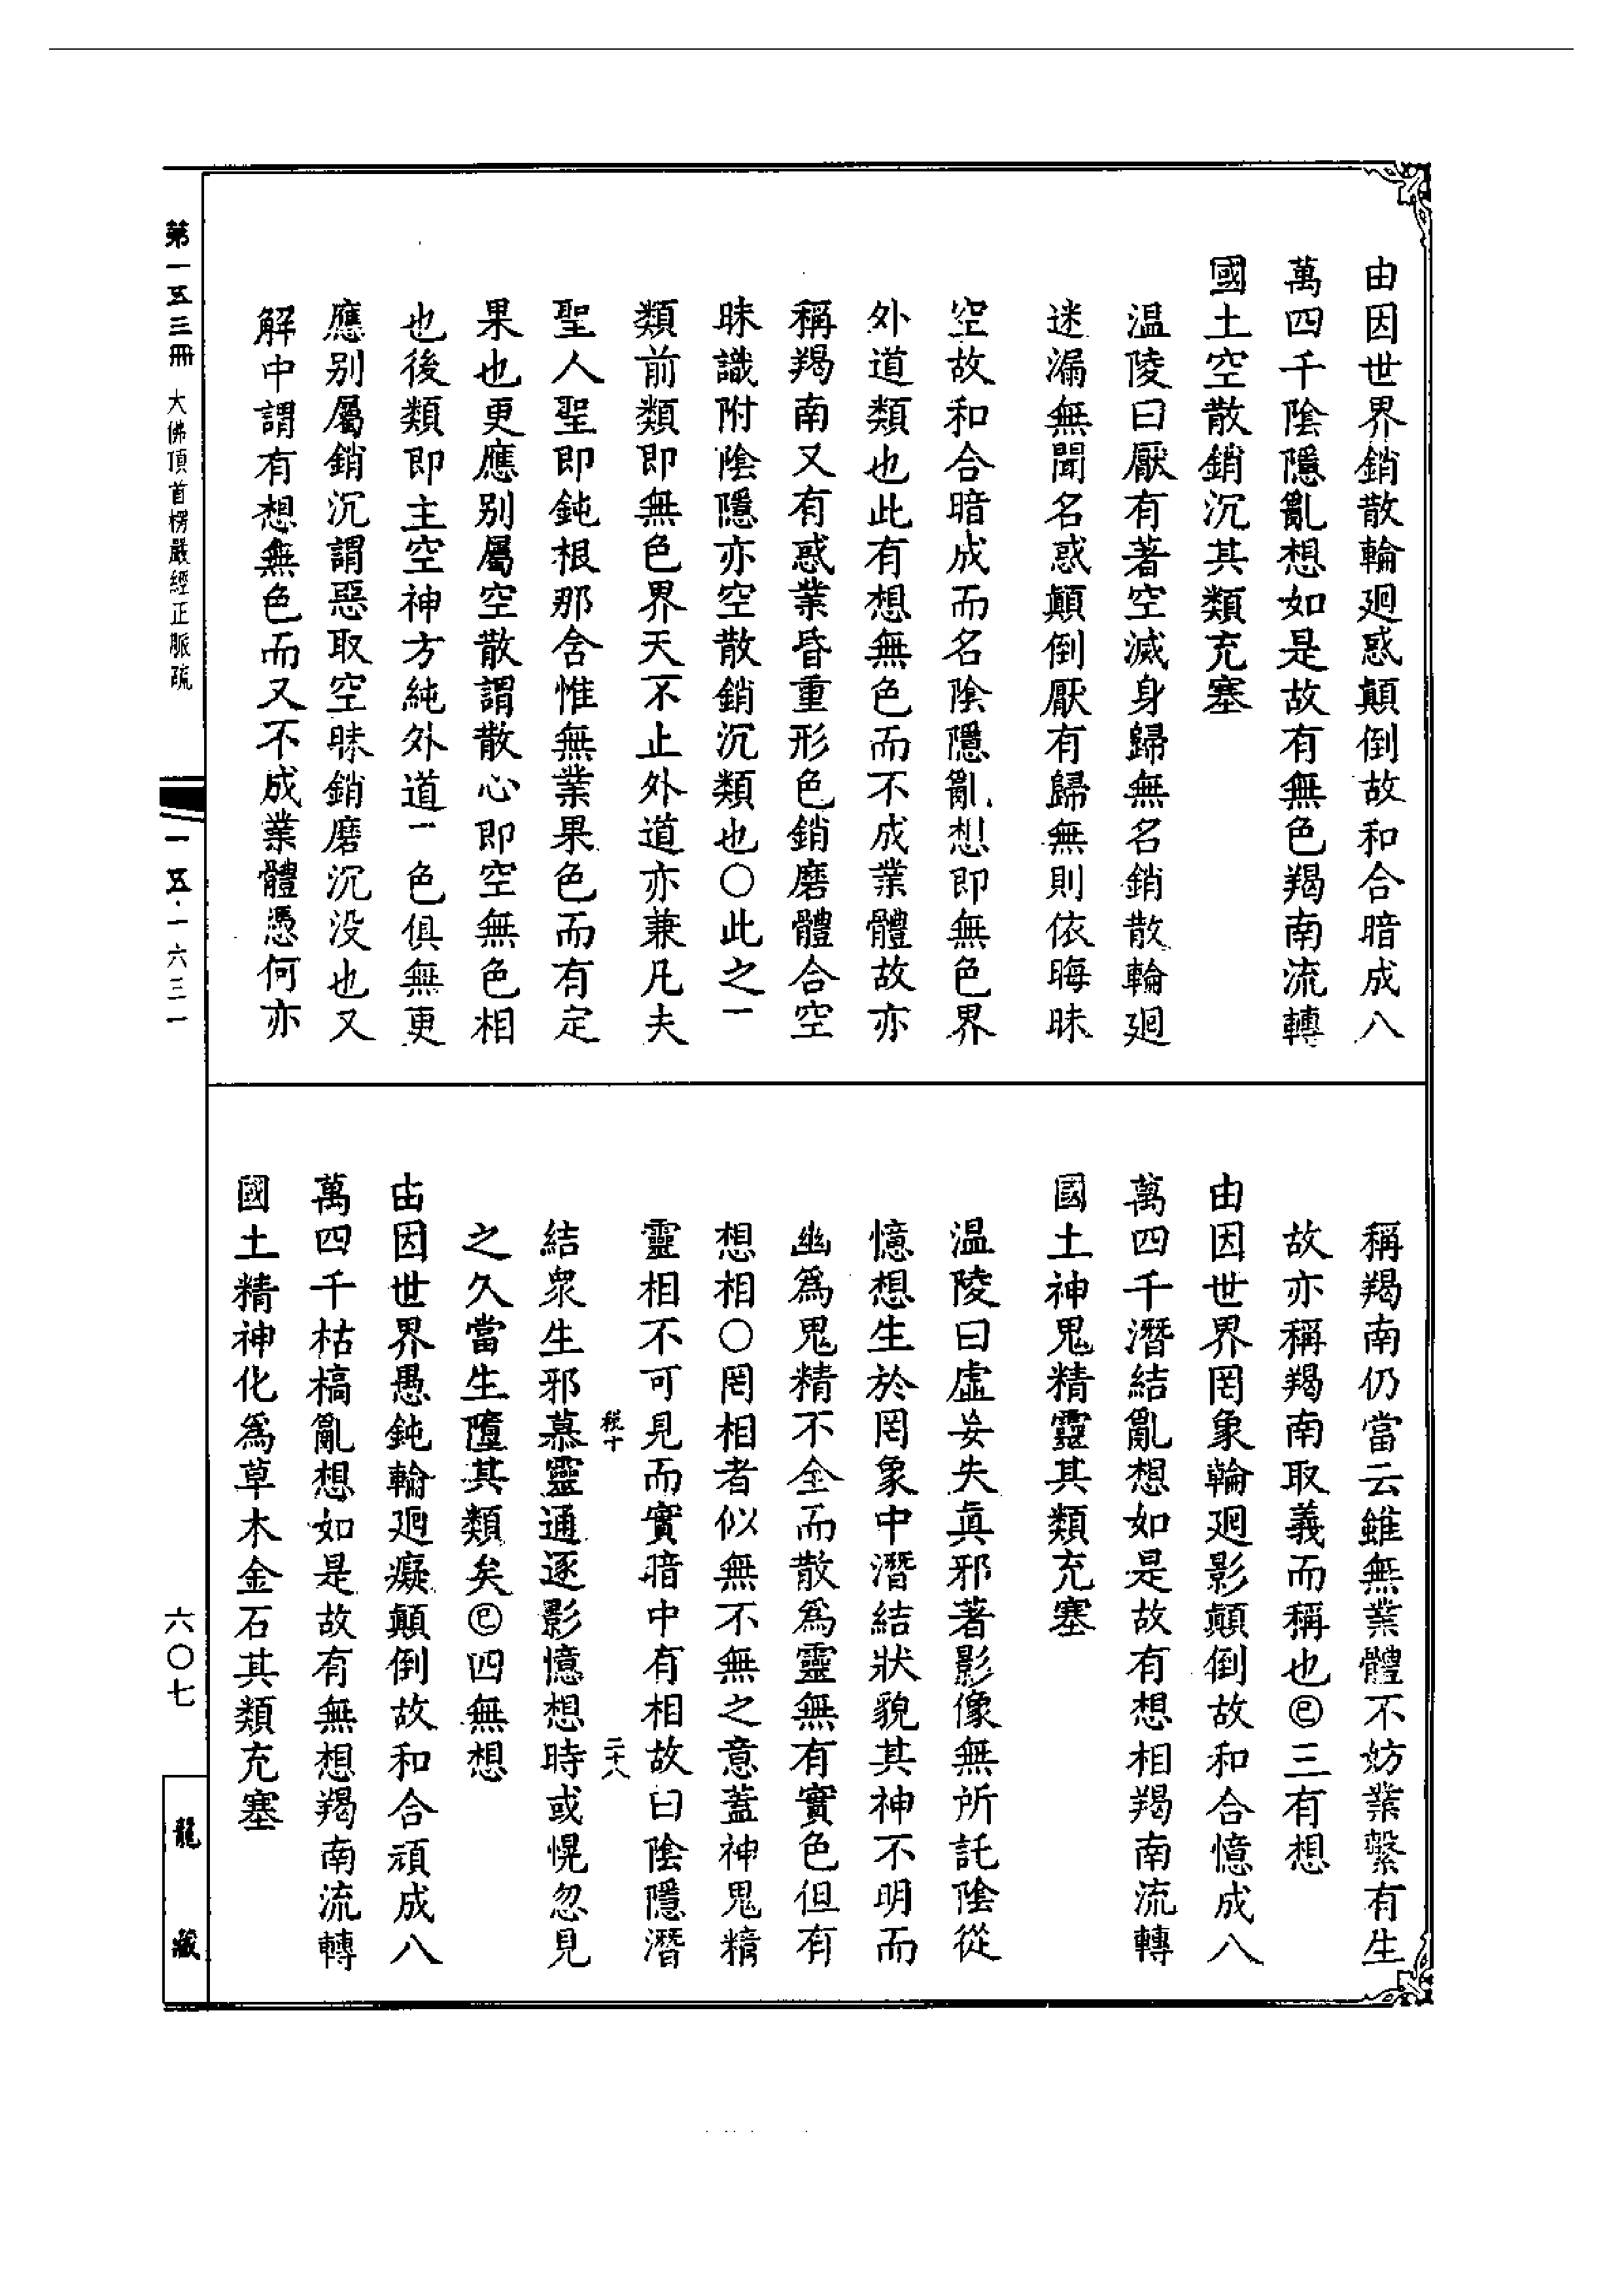 由因世界銷散輪廻惑顛倒故和合暗成八
萬四千陰隱亂想如是故有無色羯南流轉
國土空散銷沉其類充塞
温陵曰厭有著空滅身歸無名銷散輪廻
迷漏無聞名惑顛倒厭有歸無則依晦昧
空故和合暗成而名陰隱亂想即無色界
外道類也此有想無色而不成業體故亦
稱羯南又有惑業昏重形色銷磨體合空
昧識附陰隱亦空散銷沉類也〇此之一
類前類即無色界天不止外道亦兼凡夫
聖人聖即鈍根那舍惟無業果色而有定
果也更應别屬空散謂散心即空無色相
也後類即主空神方純外道一色俱無更
應别屬銷沉謂惡取空昧銷磨沉没也又
解中謂有想無色而又不成業體憑何亦
稱羯南仍當云雖無業體不妨業繫有生
故亦稱羯南取義而稱也㊁三有想
由因世界罔象輪廻影顛倒故和合憶成八
萬四千潛結亂想如是故有想相羯南流轉
國土神鬼精靈其類充塞
温陵曰虛妄失真邪著影像無所託陰從
憶想生於罔象中潛結狀貌其神不明而
幽爲鬼精不全而散爲靈無有實色但有
想相〇罔相者似無不無之意蓋神鬼精
靈相不可見而實暗中有相故曰陰隱潛
税十 二十八
結衆生邪慕靈通逐影憶想時或幌忽見
之久當生墮其類矣㊁四無想
由因世界愚鈍輪廻癡顛倒故和合頑成八
萬四千枯槁亂想如是故有無想羯南流轉
國土精神化爲草木金石其類充塞
第一五三冊 大佛頂首楞嚴經正脈疏
一五·一六三一
六〇七
龍藏